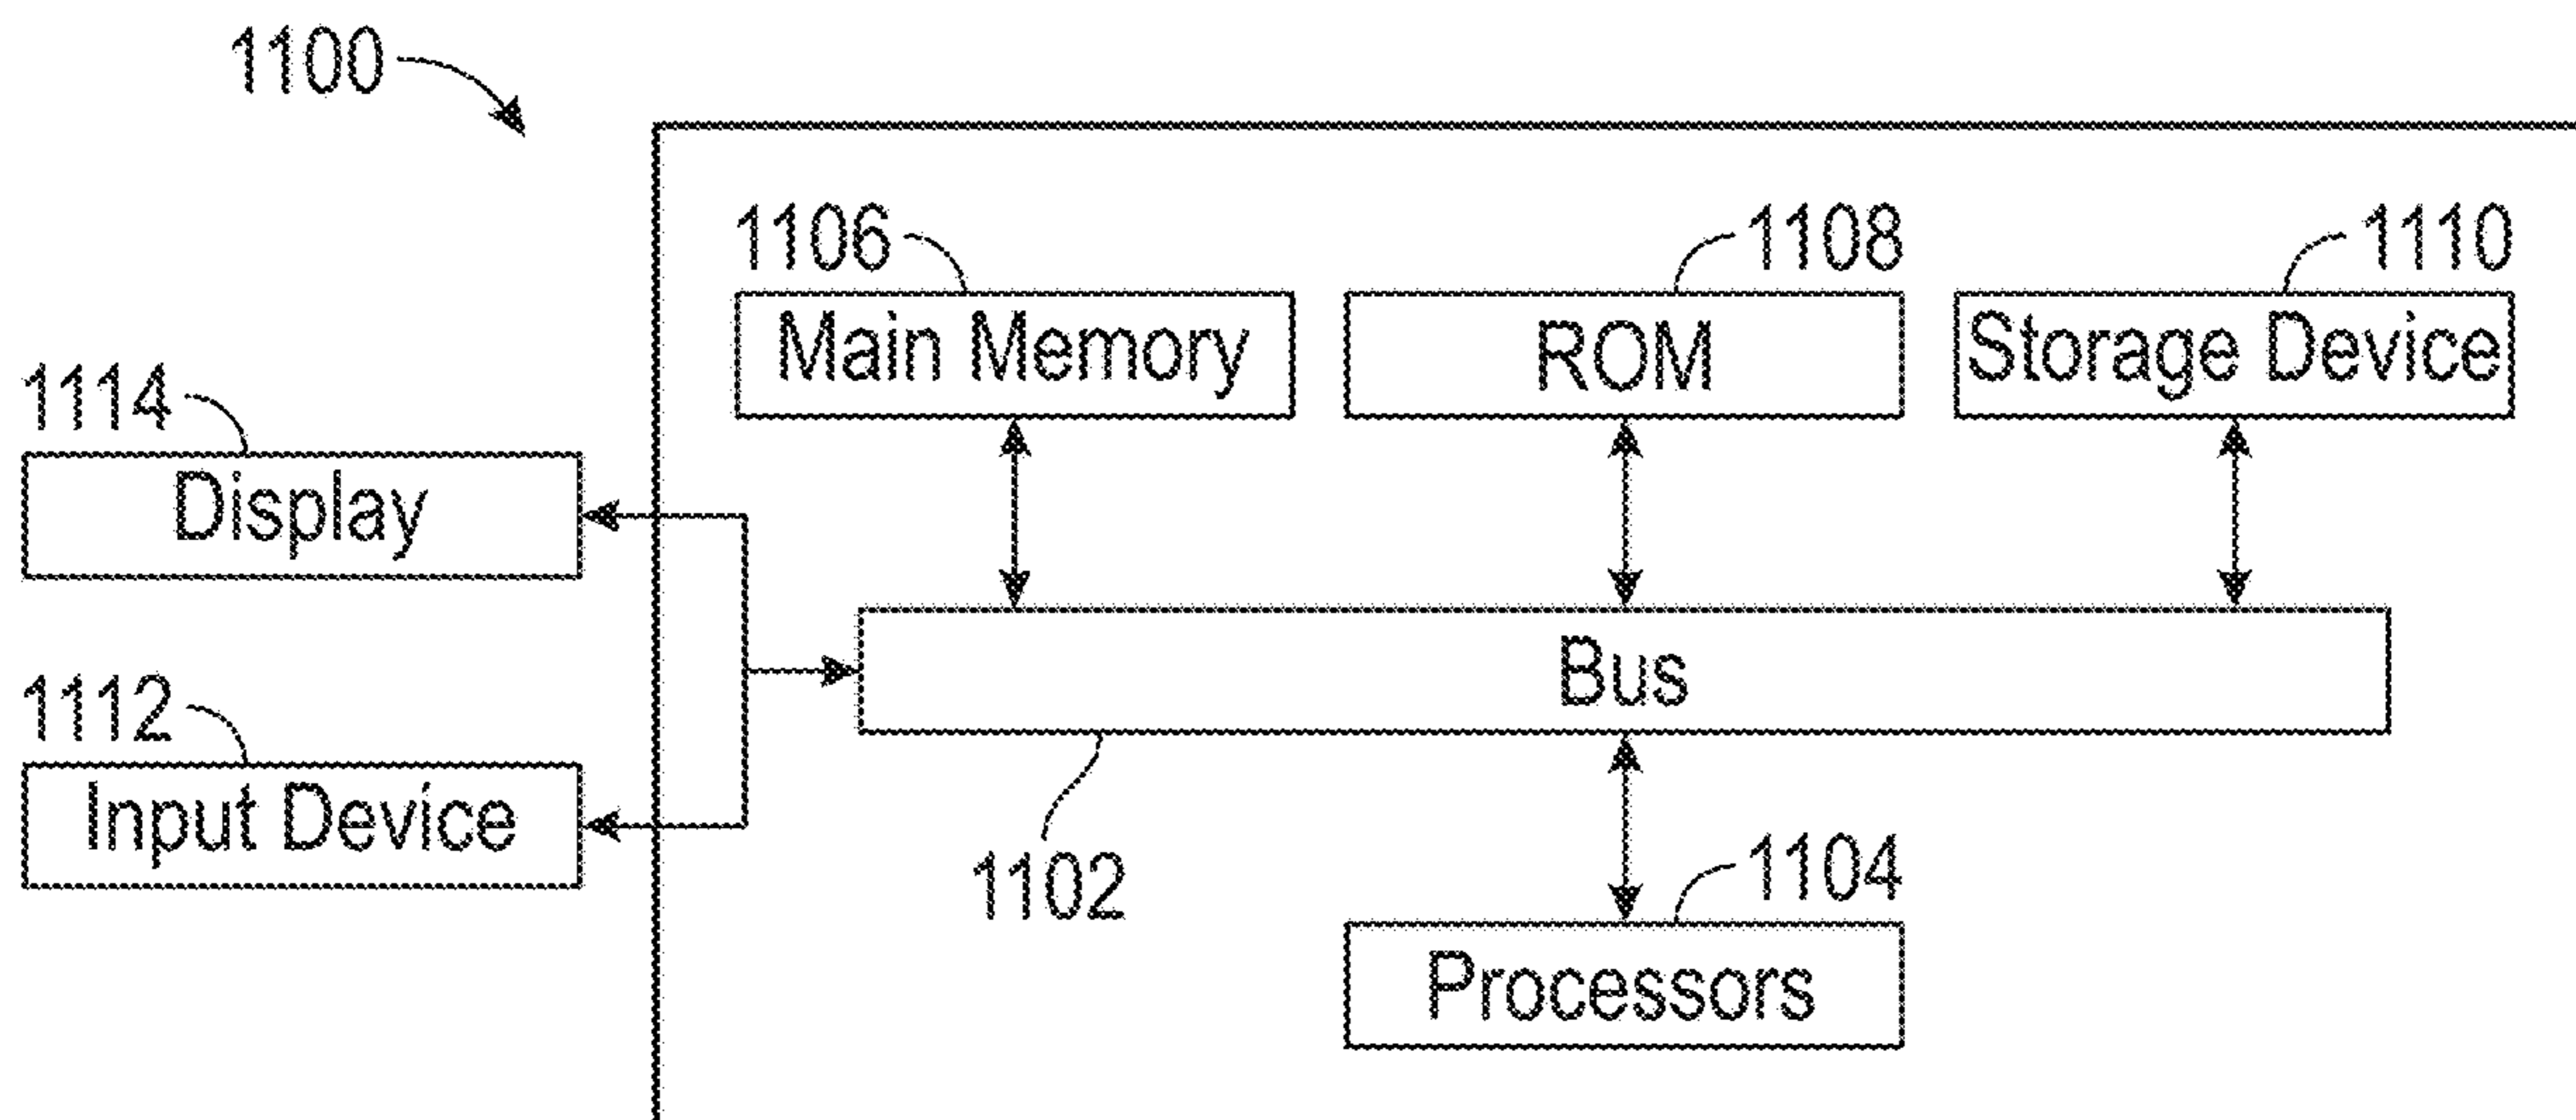 1100
1106
1108
1110
Main Memory
ROM
Storage Device
1114
Display
Bus
1112
Input Device
1102
1104
Processors